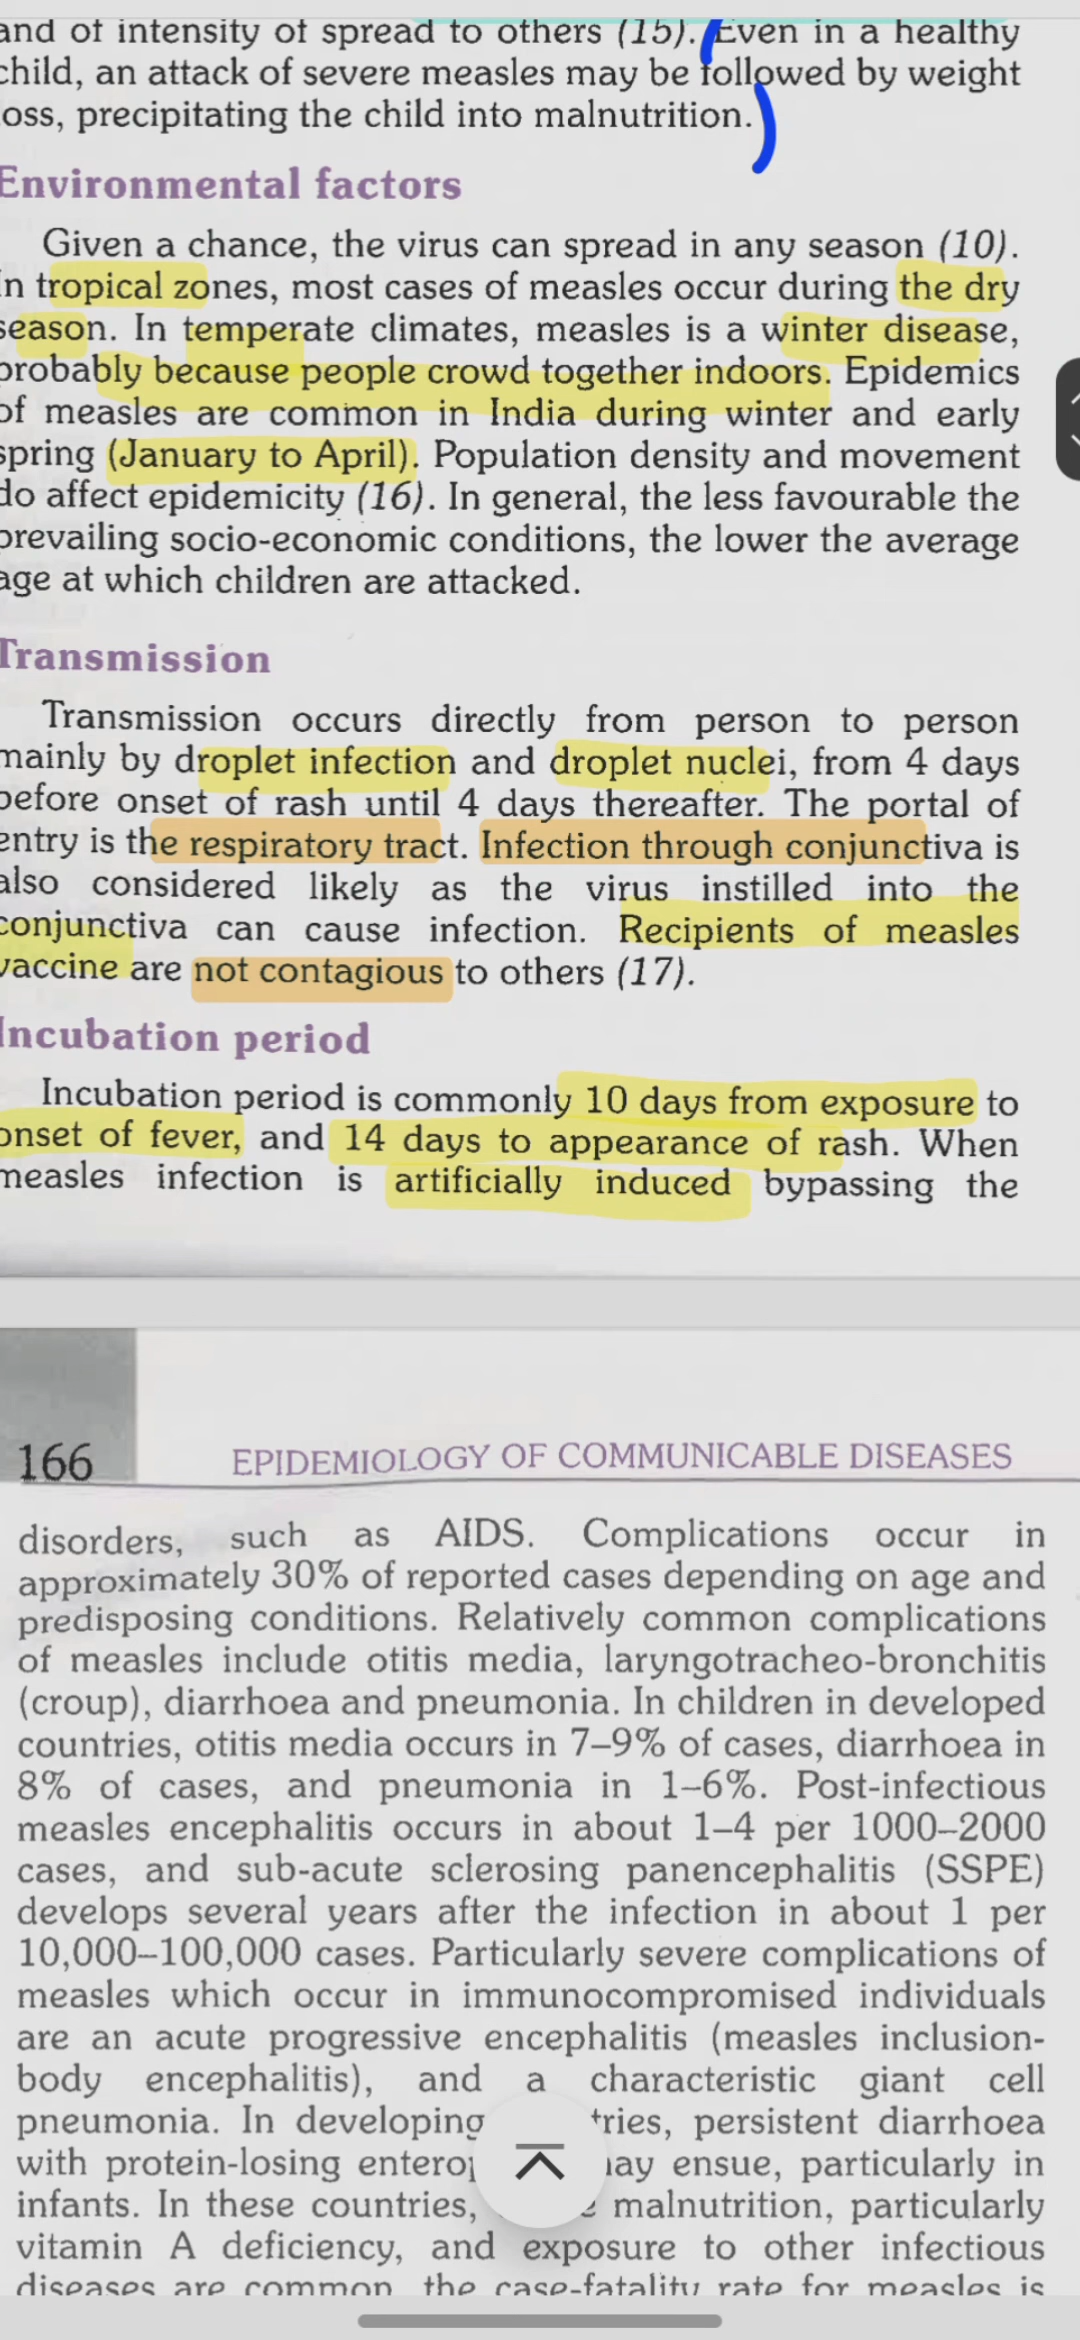 and of intensity of spread to others (15). Even in a healthy
child, an attack of severe measles may be followed by weight
loss, precipitating the child into malnutrition.
Environmental factors
Given a chance, the virus can spread in any season (10).
In tropical zones, most cases of measles occur during the dry
season. In temperate climates, measles is a winter disease,
probably because people crowd together indoors. Epidemics
of measles are common in India during winter and early
spring (January to April). Population density and movement
do affect epidemicity (16). In general, the less favourable the
prevailing socio-economic conditions, the lower the average
age at which children are attacked.
Transmission
Transmission occurs directly from person to person
mainly by droplet infection and droplet nuclei, from 4 days
before onset of rash until 4 days thereafter. The portal of
entry is the respiratory tract. Infection through conjunctiva is
also considered likely as the virus instilled into the
conjunctiva can cause infection. Recipients of measles
vaccine are not contagious to others (17).
Incubation period
Incubation period is commonly 10 days from exposure to
onset of fever, and 14 days to appearance of rash. When
measles infection is artificially induced bypassing the
166 EPIDEMIOLOGY OF COMMUNICABLE DISEASES
disorders, such as AIDS. Complications occur in
approximately 30% of reported cases depending on age and
predisposing conditions. Relatively common complications
of measles include otitis media, laryngotracheo-bronchitis
(croup), diarrhoea and pneumonia. In children in developed
countries, otitis media occurs in 7–9% of cases, diarrhoea in
8% of cases, and pneumonia in 1–6%. Post-infectious
measles encephalitis occurs in about 1–4 per 1000–2000
cases, and sub-acute sclerosing panencephalitis (SSPE)
develops several years after the infection in about 1 per
10,000–100,000 cases. Particularly severe complications of
measles which occur in immunocompromised individuals
are an acute progressive encephalitis (measles inclusion-
body encephalitis), and a characteristic giant cell
pneumonia. In developing tries, persistent diarrhoea
with protein-losing enterop ay ensue, particularly in
infants. In these countries, malnutrition, particularly
vitamin A deficiency, and exposure to other infectious
diseases are common, the case-fatality rate for measles is